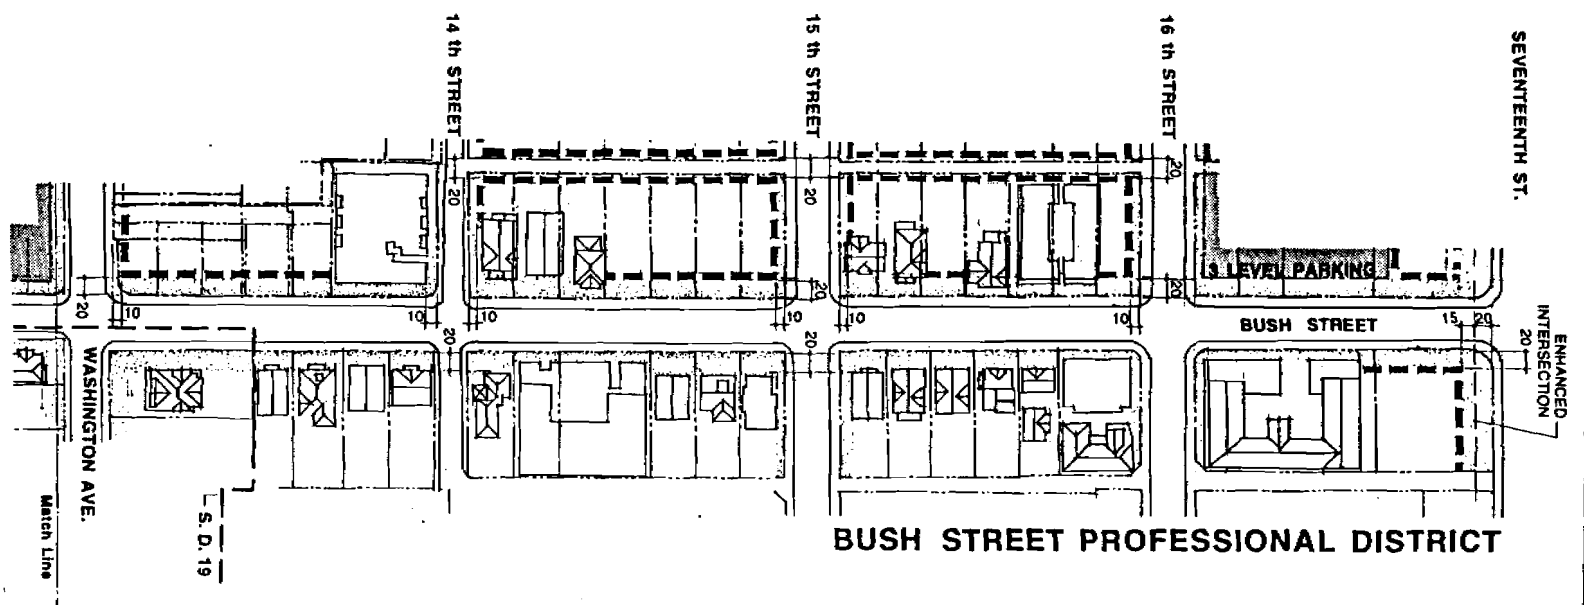 14 th STREET
15 th STREET
16 th STREET
SEVENTEENTH ST.
20
20
20
3 LEVEL PARKING
20
20
20
10
10
10
10
10
10
BUSH STREET
15
20
20
ENHANCED
INTERSECTION
20
20
WASHINGTON AVE.
Match Line
S. D. 19
BUSH STREET PROFESSIONAL DISTRICT